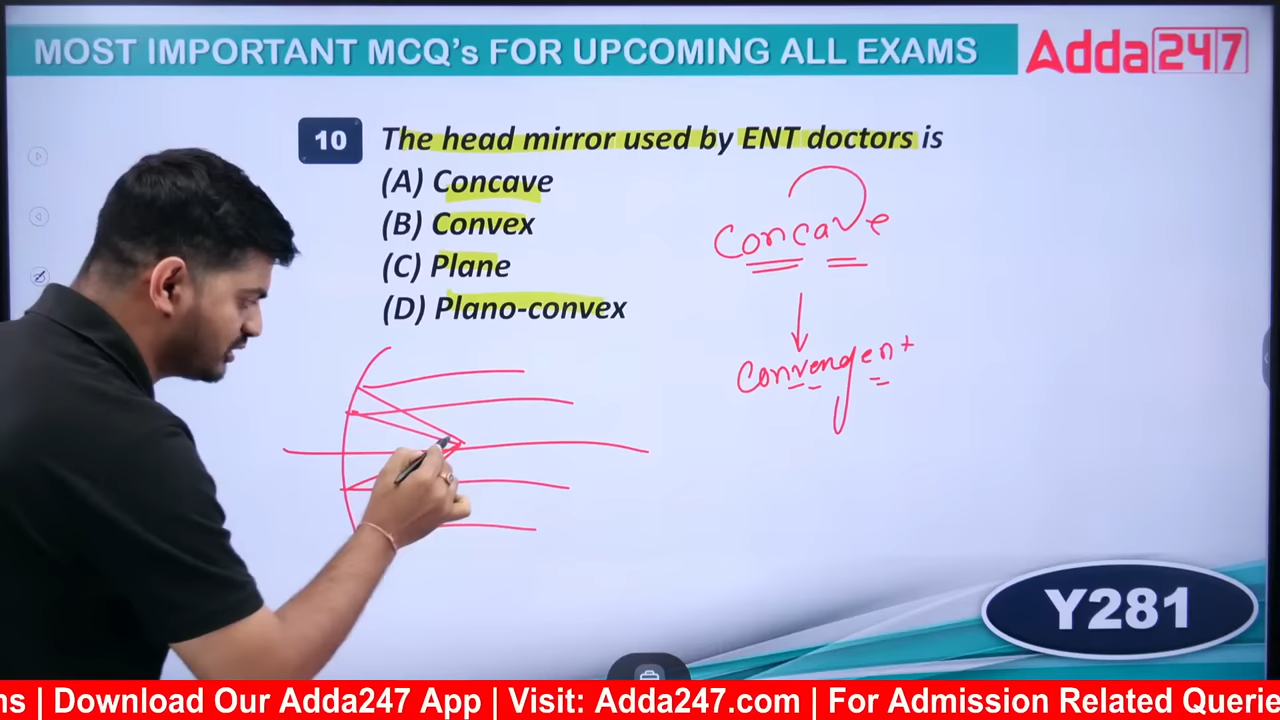 MOST IMPORTANT MCQ's FOR UPCOMING ALL EXAMS
Adda247
10 The head mirror used by ENT doctors is
(A) Concave
(B) Convex
(C) Plane
(D) Plano-convex
Concave
Convengent
Y281
ns | Download Our Adda247 App | Visit: Adda247.com | For Admission Related Querie